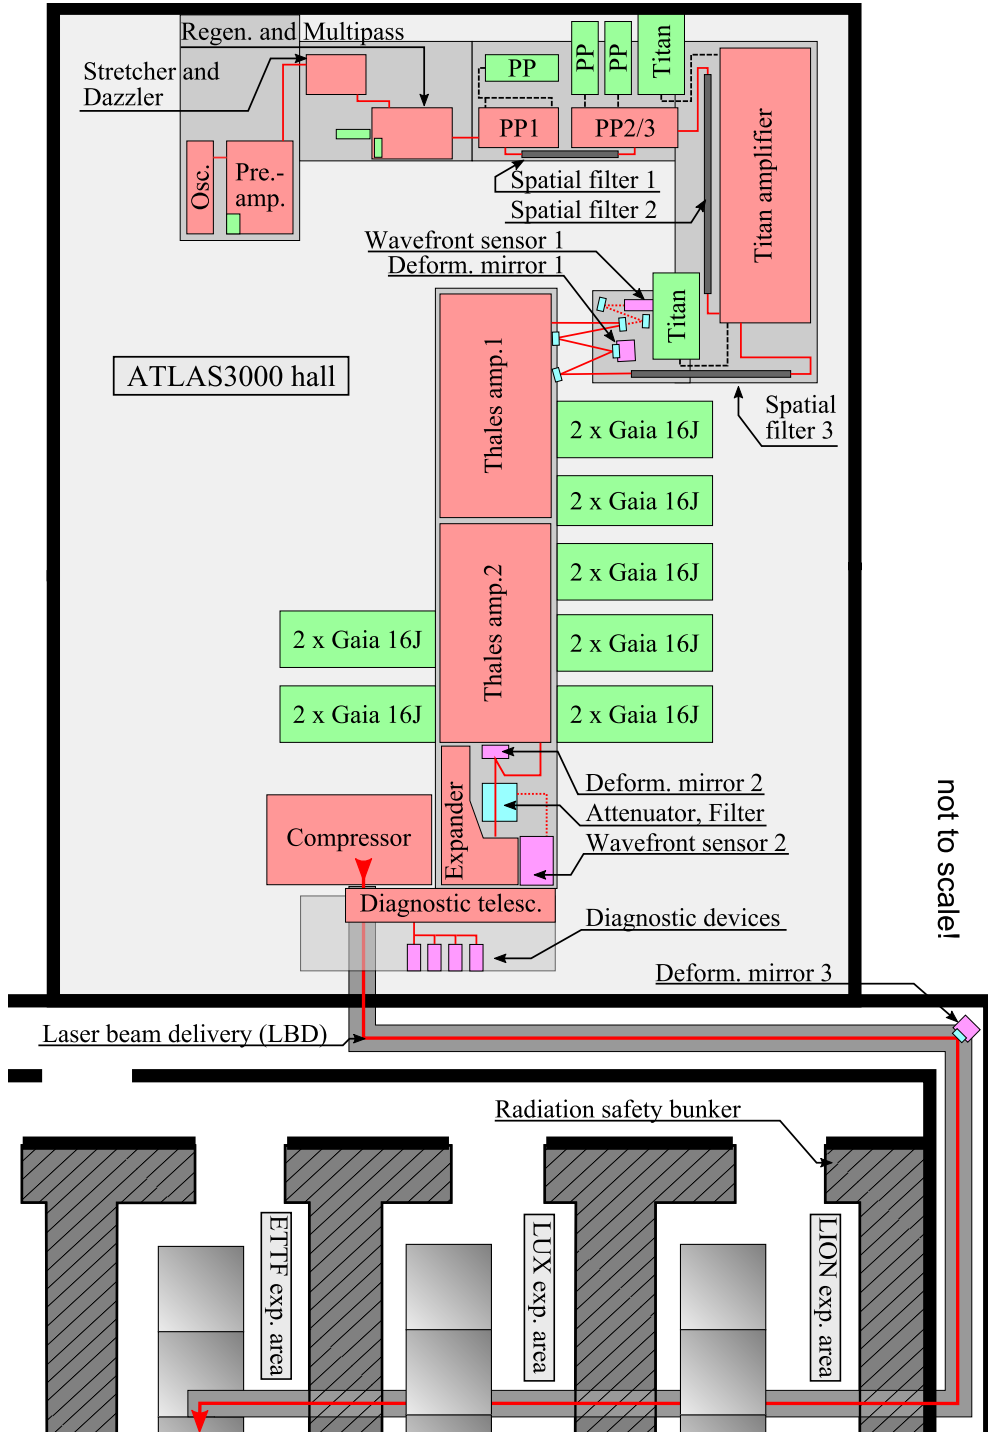 Regen. and Multipass
Stretcher and
Dazzler
PP
PP
PP
Titan
PP1
PP2/3
Osc.
Pre.-
amp.
Spatial filter 1
Spatial filter 2
Titan amplifier
Wavefront sensor 1
Deform. mirror 1
Titan
Thales amp.1
ATLAS3000 hall
Spatial
filter 3
2 x Gaia 16J
2 x Gaia 16J
2 x Gaia 16J
Thales amp.2
2 x Gaia 16J
2 x Gaia 16J
2 x Gaia 16J
2 x Gaia 16J
Deform. mirror 2
Attenuator, Filter
Wavefront sensor 2
Expander
Compressor
Diagnostic telesc.
Diagnostic devices
not to scale!
Deform. mirror 3
Laser beam delivery (LBD)
Radiation safety bunker
ETTF exp. area
LUX exp. area
LION exp. area